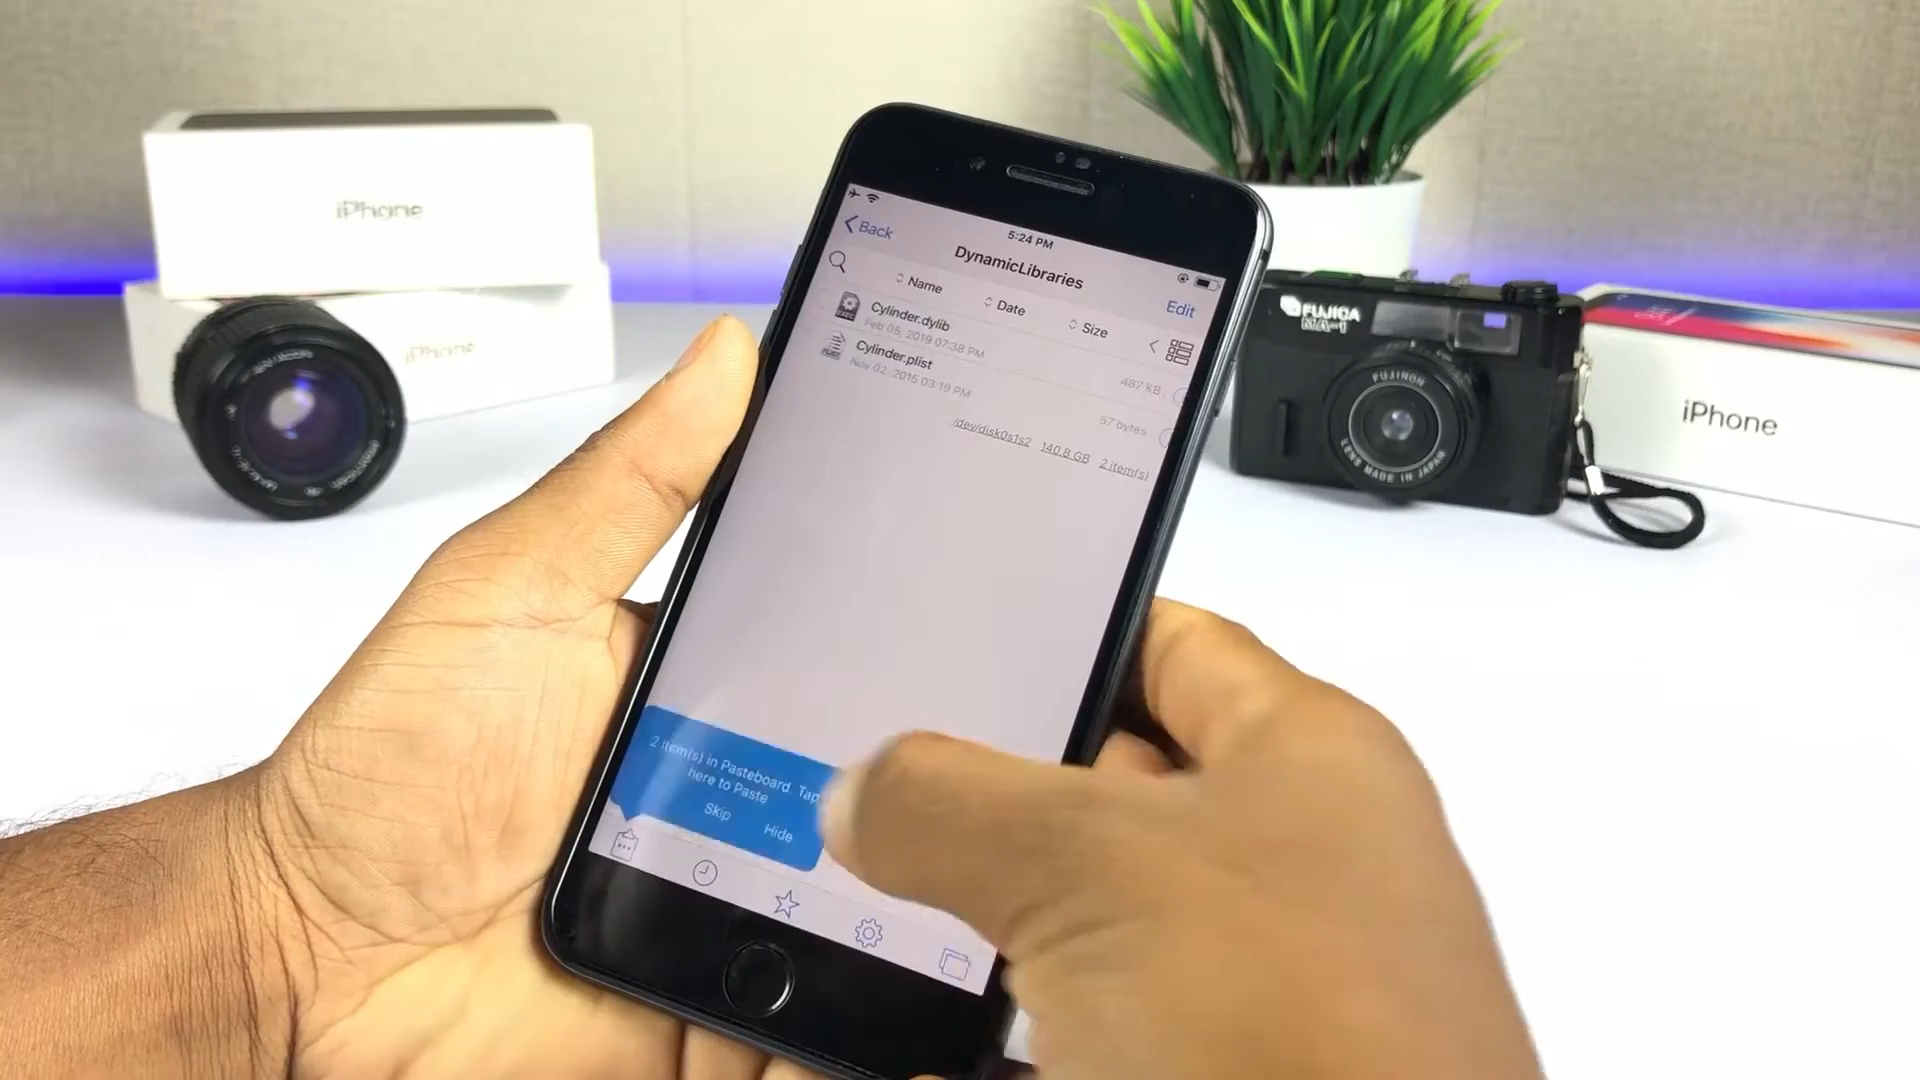 iPhone
iPhone
5:24 PM
Back
DynamicLibraries
Edit
Name
Date
Size
Cylinder.dylib
Feb 05, 2019 07:38 PM
487 KB
Cylinder.plist
Nov 02, 2015 03:19 PM
57 bytes
/dev/disk0s1s2 140.8 GB 2 item(s)
2 item(s) in Pasteboard. Tap
here to Paste
Skip
Hide
FUJICA
MA-1
FUJINON
LENS MADE IN JAPAN
iPhone